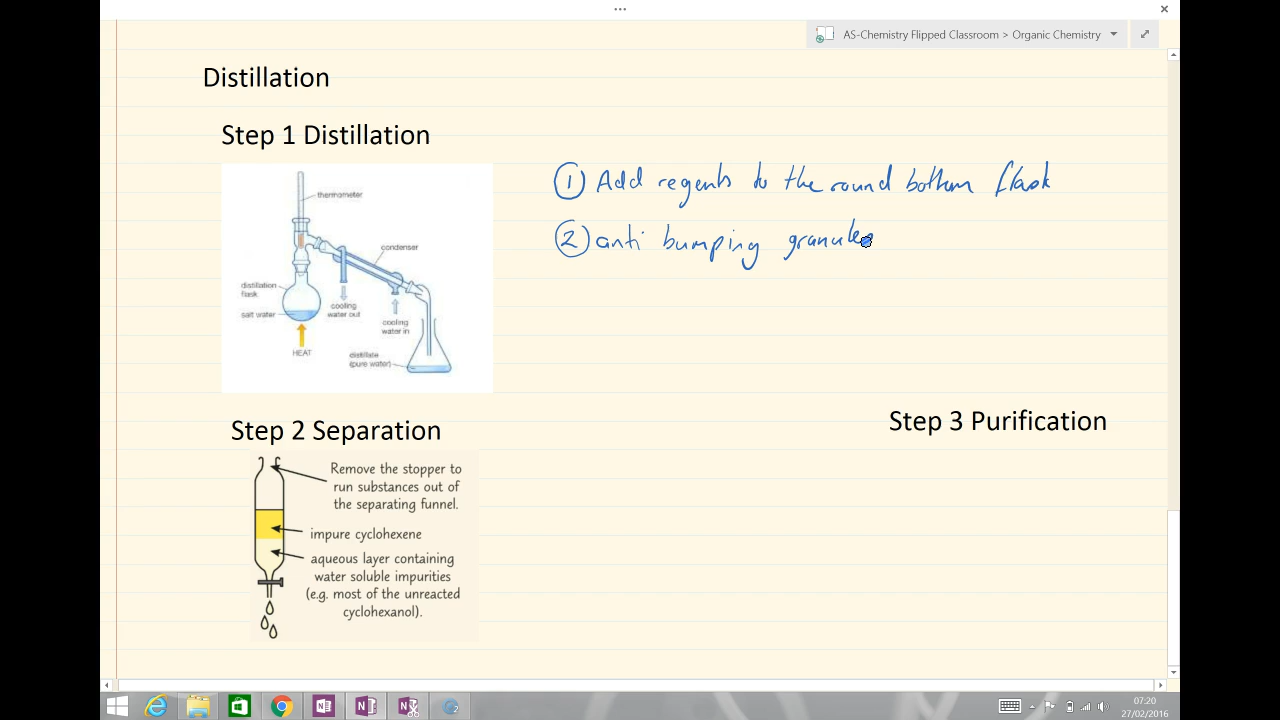 AS-Chemistry Flipped Classroom > Organic Chemistry
Distillation
Step 1 Distillation
thermometer
condenser
distillation
flask
salt water
cooling
water out
cooling
water in
HEAT
distillate
(pure water)
① Add regents to the round bottom flask
② anti bumping granules
Step 2 Separation
Remove the stopper to
run substances out of
the separating funnel.
impure cyclohexene
aqueous layer containing
water soluble impurities
(e.g. most of the unreacted
cyclohexanol).
Step 3 Purification
07:20
27/02/2016